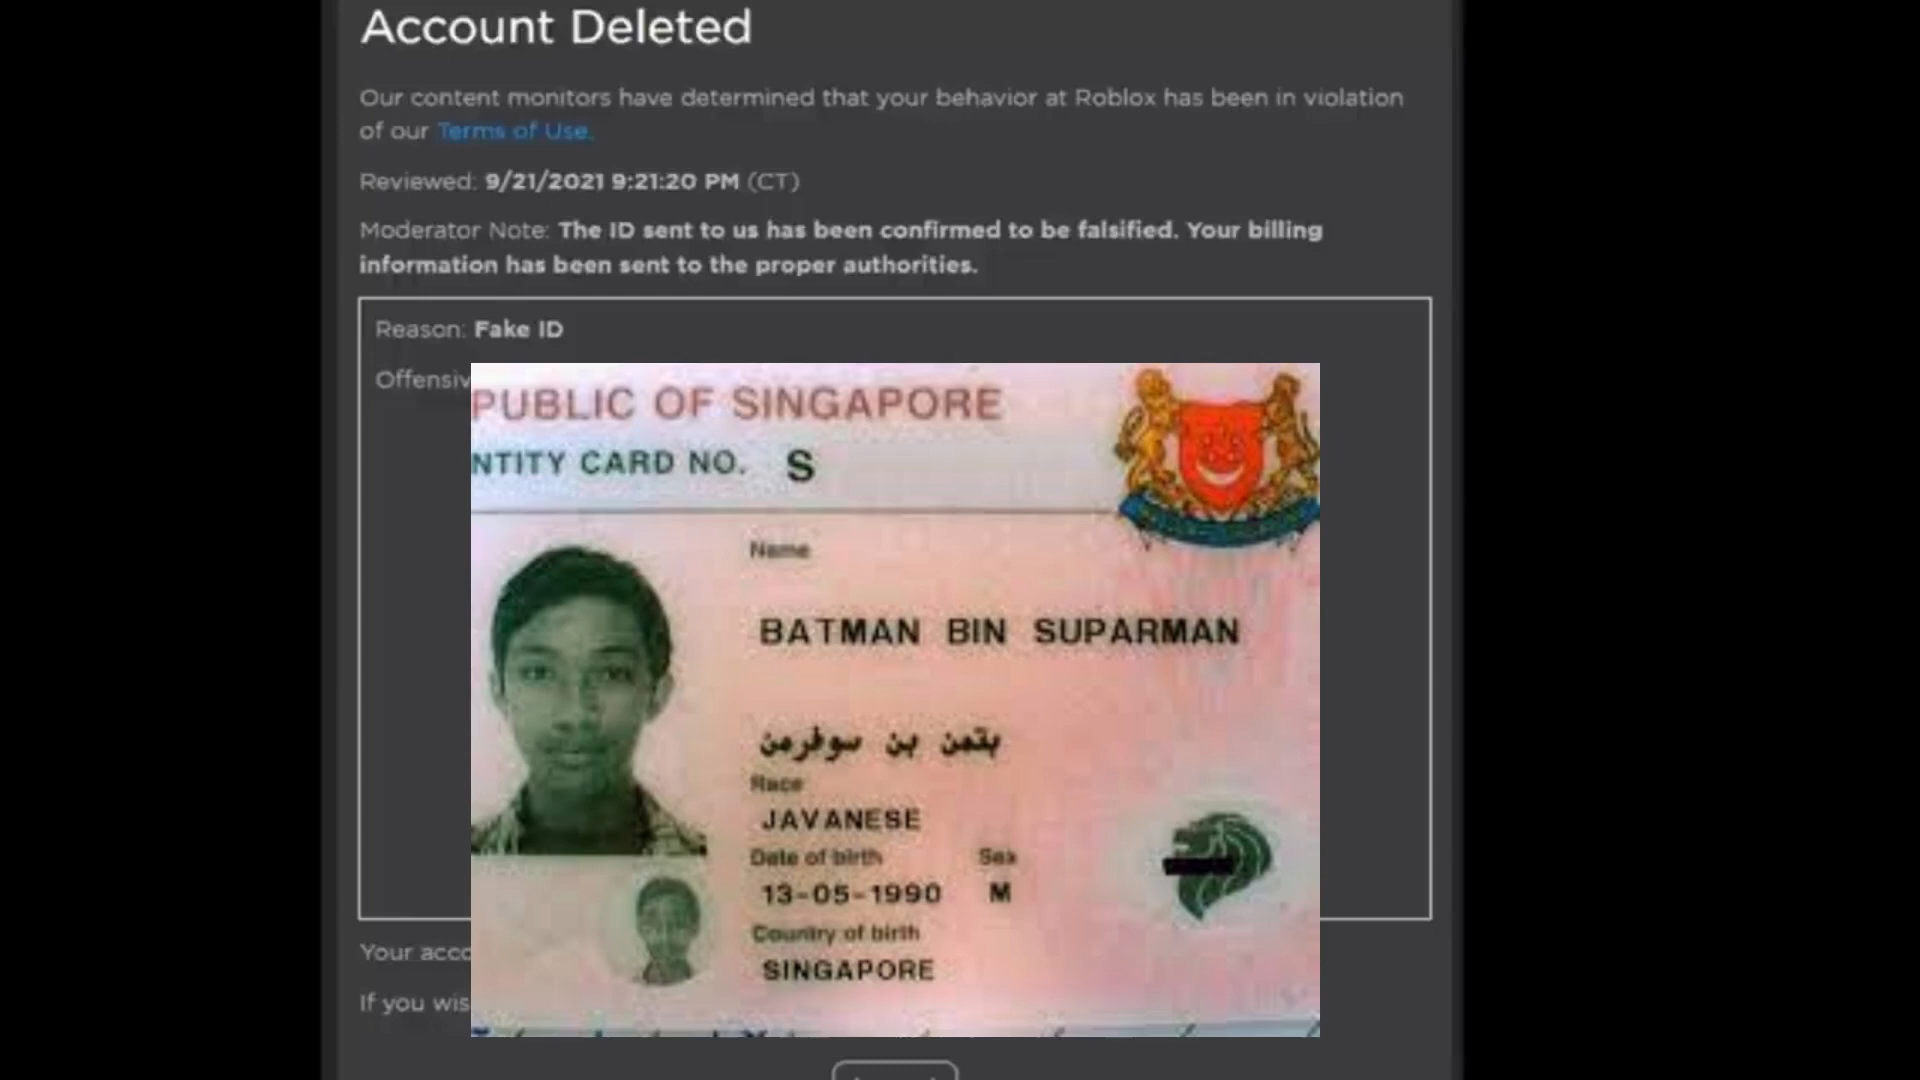 Account Deleted
Our content monitors have determined that your behavior at Roblox has been in violation
of our Terms of Use.
Reviewed: 9/21/2021 9:21:20 PM (CT)
Moderator Note: The ID sent to us has been confirmed to be falsified. Your billing
information has been sent to the proper authorities.
Reason: Fake ID
Offensiv
PUBLIC OF SINGAPORE
NTITY CARD NO. S
Name
BATMAN BIN SUPARMAN
بتمن بن سوفرمن
Race
JAVANESE
Date of birth Sex
13-05-1990 M
Country of birth
SINGAPORE
Your acco
If you wis